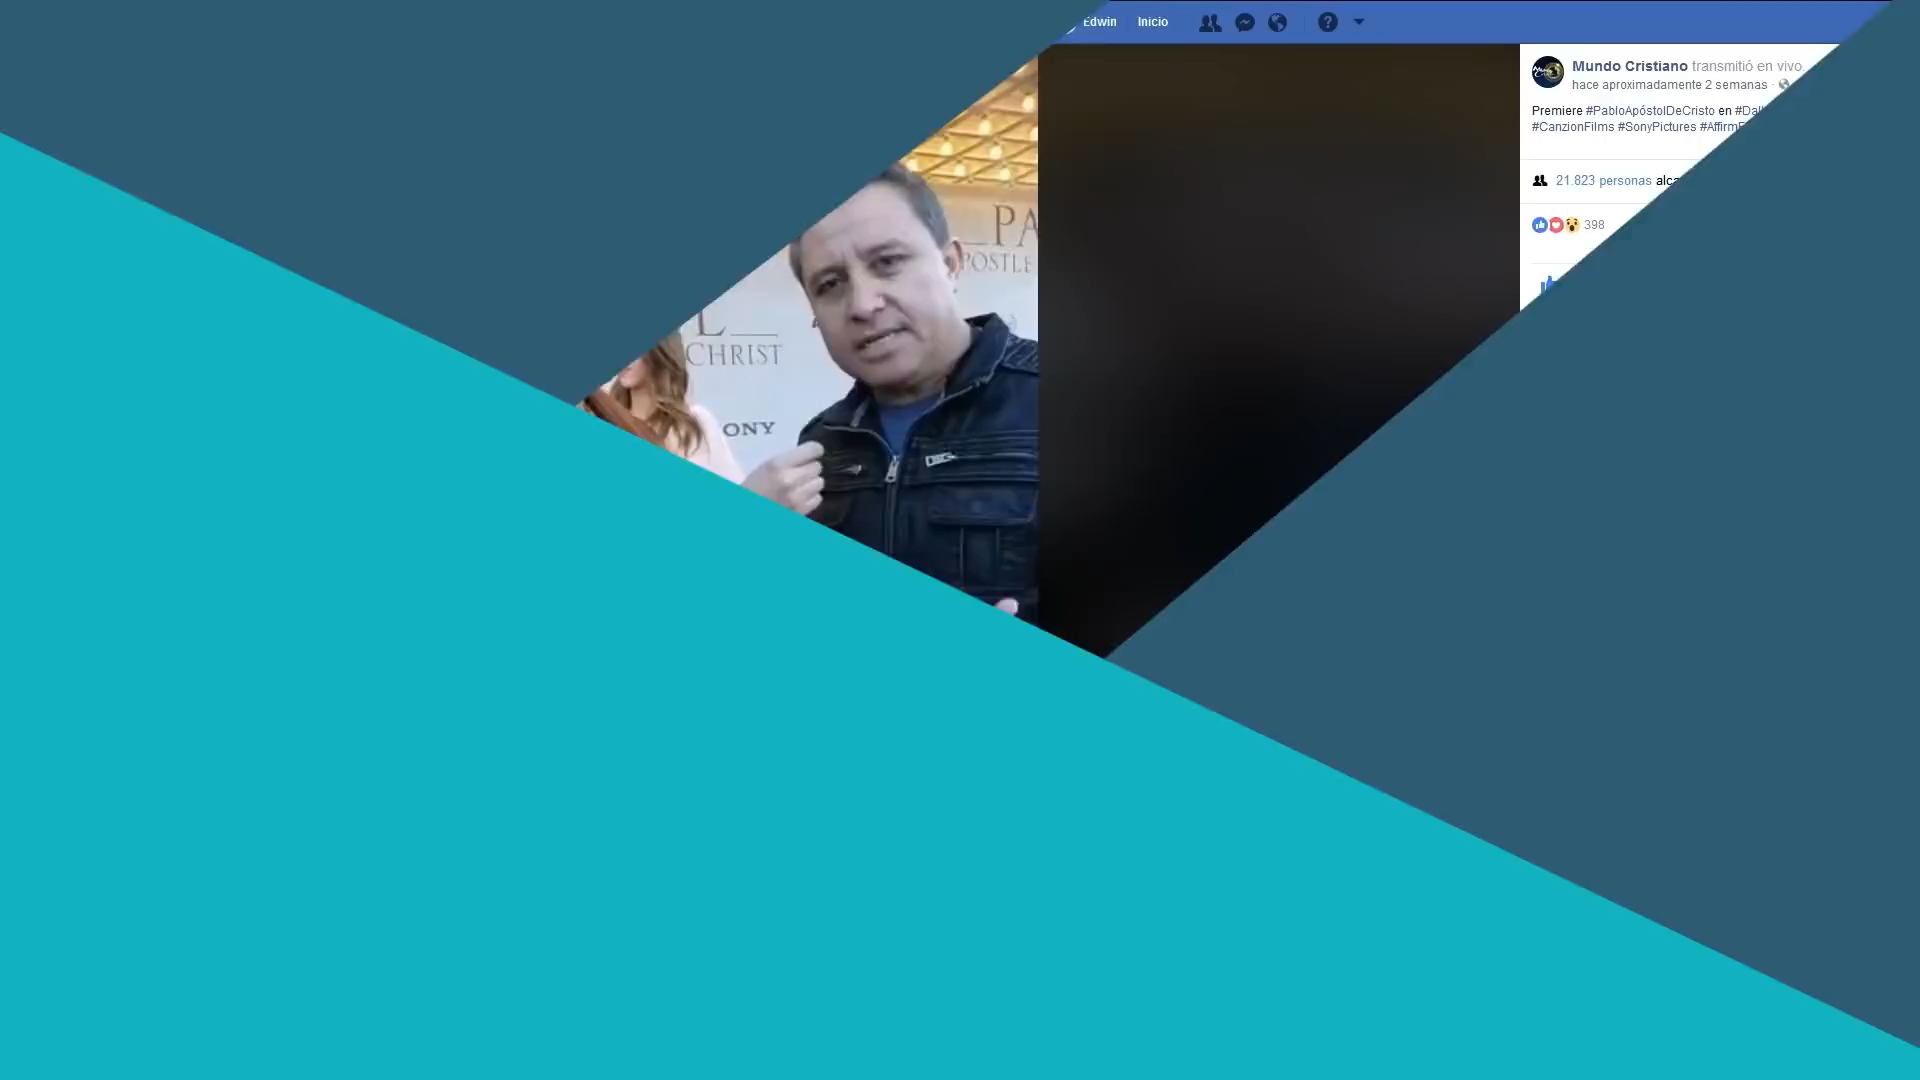 Edwin Inicio
Mundo Cristiano transmitió en vivo.
hace aproximadamente 2 semanas
Premiere #PabloApóstolDeCristo en
#CanzionFilms #SonyPictures
21.823 personas
398
CHRIST